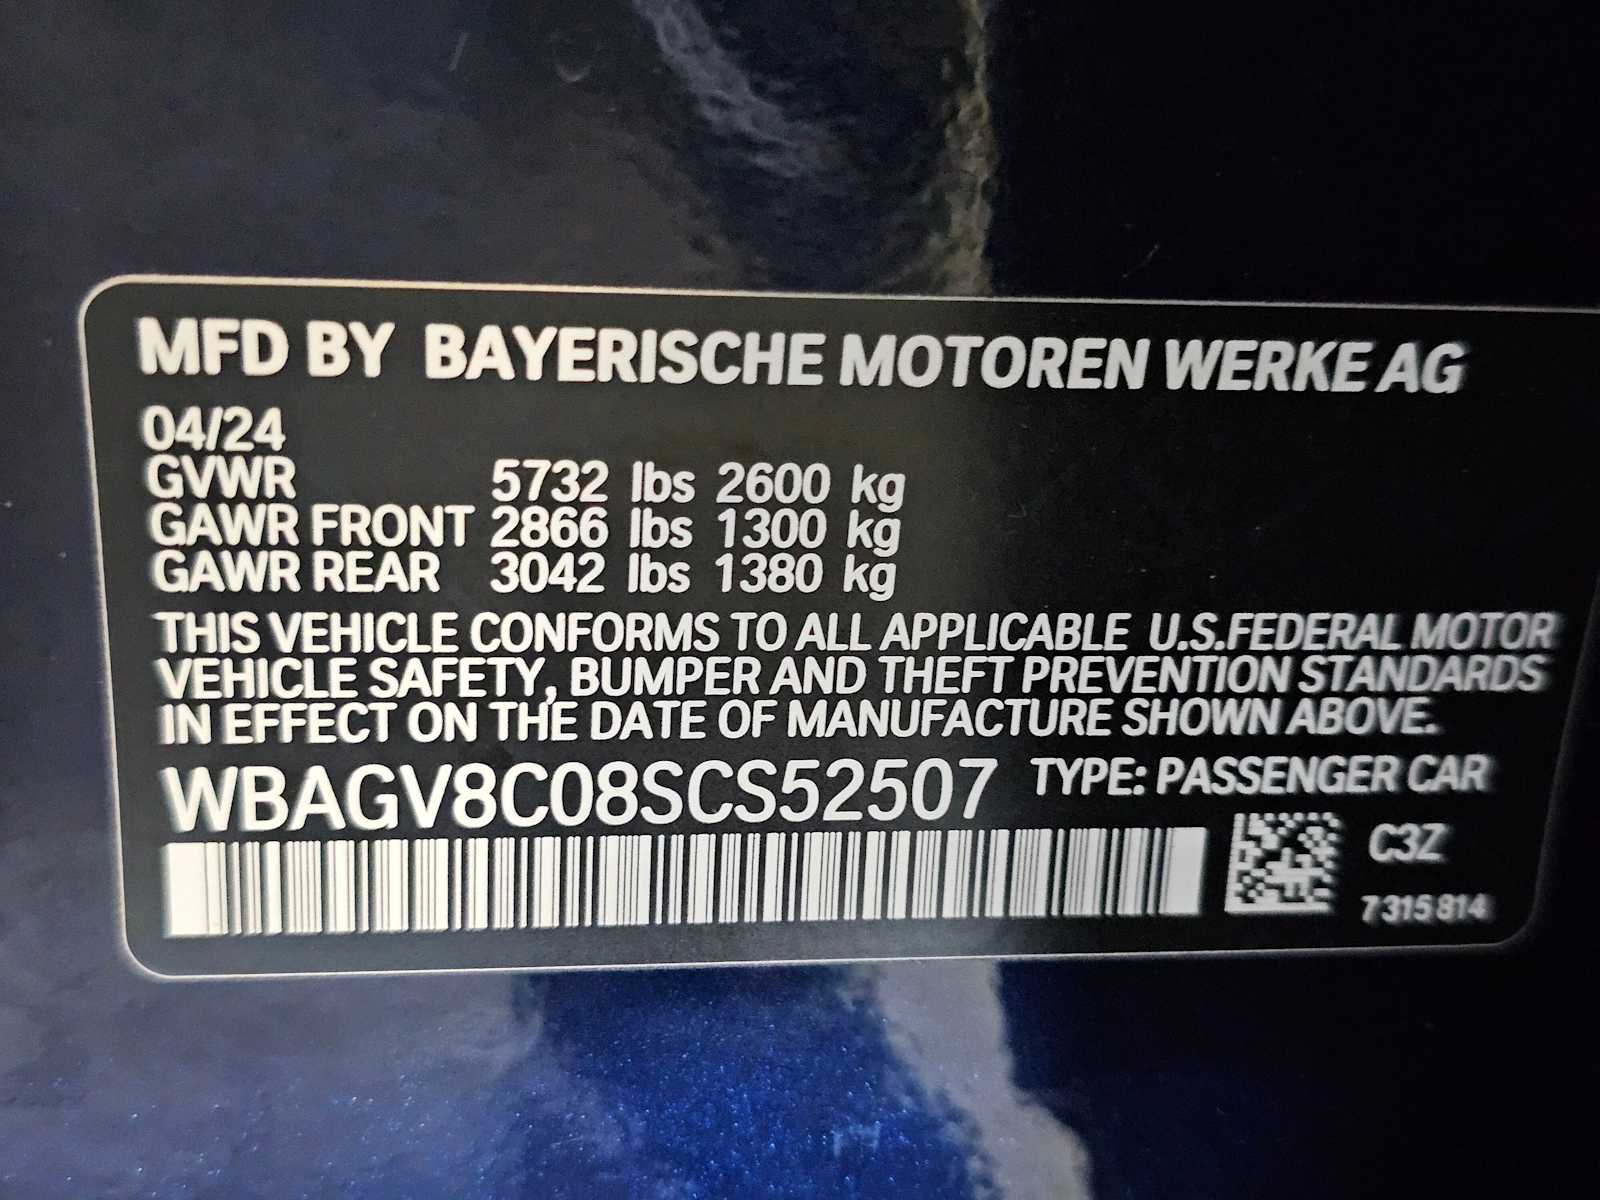 MFD BY BAYERISCHE MOTOREN WERKE AG
04/24
GVWR 5732 lbs 2600 kg
GAWR FRONT 2866 lbs 1300 kg
GAWR REAR 3042 lbs 1380 kg
THIS VEHICLE CONFORMS TO ALL APPLICABLE U.S.FEDERAL MOTOR
VEHICLE SAFETY, BUMPER AND THEFT PREVENTION STANDARDS
IN EFFECT ON THE DATE OF MANUFACTURE SHOWN ABOVE.
WBAGV8C08SCS52507 TYPE: PASSENGER CAR
C3Z
7315814